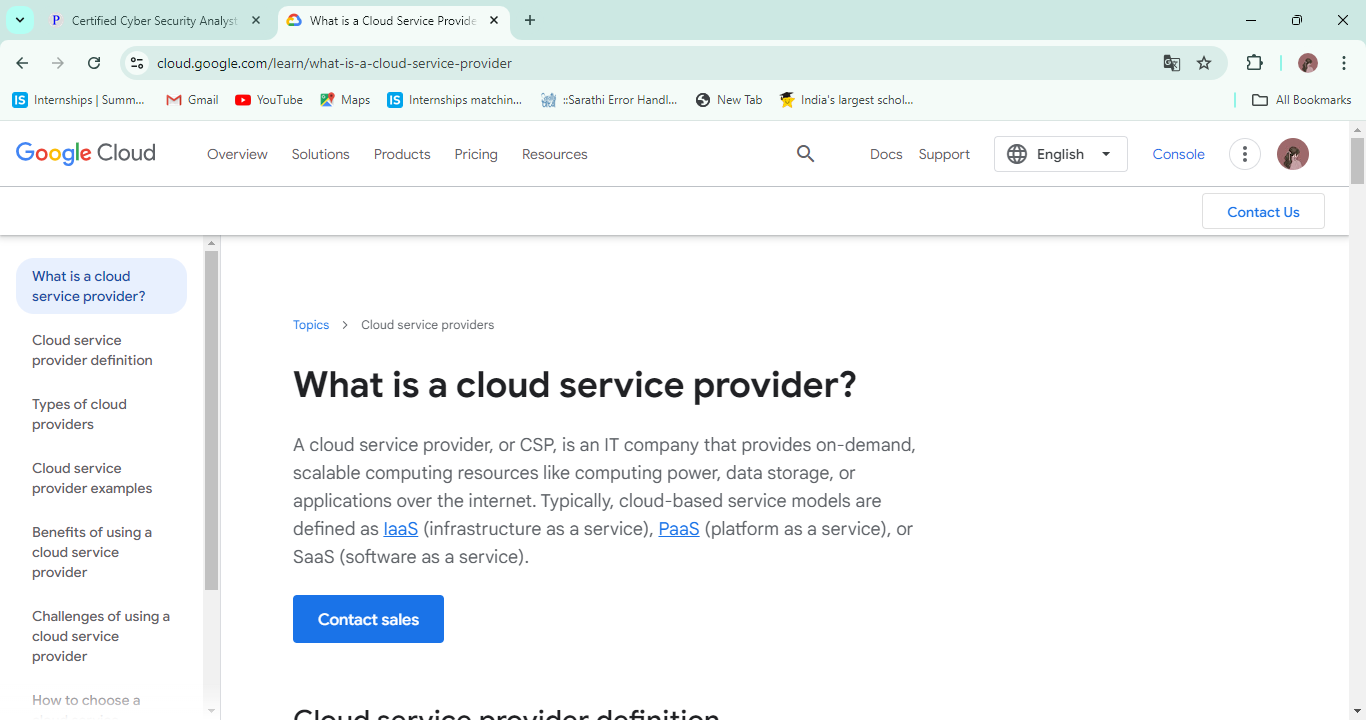 Certified Cyber Security Analyst
What is a Cloud Service Provide
cloud.google.com/learn/what-is-a-cloud-service-provider
Internships | Summ...
Gmail
YouTube
Maps
Internships matchin...
::Sarathi Error Handl...
New Tab
India's largest schol...
All Bookmarks
Google Cloud
Overview
Solutions
Products
Pricing
Resources
Docs
Support
English
Console
Contact Us
What is a cloud
service provider?
Cloud service
provider definition
Types of cloud
providers
Cloud service
provider examples
Benefits of using a
cloud service
provider
Challenges of using a
cloud service
provider
How to choose a
Topics
Cloud service providers
What is a cloud service provider?
A cloud service provider, or CSP, is an IT company that provides on-demand,
scalable computing resources like computing power, data storage, or
applications over the internet. Typically, cloud-based service models are
defined as IaaS (infrastructure as a service), PaaS (platform as a service), or
SaaS (software as a service).
Contact sales
Cloud service provider definition